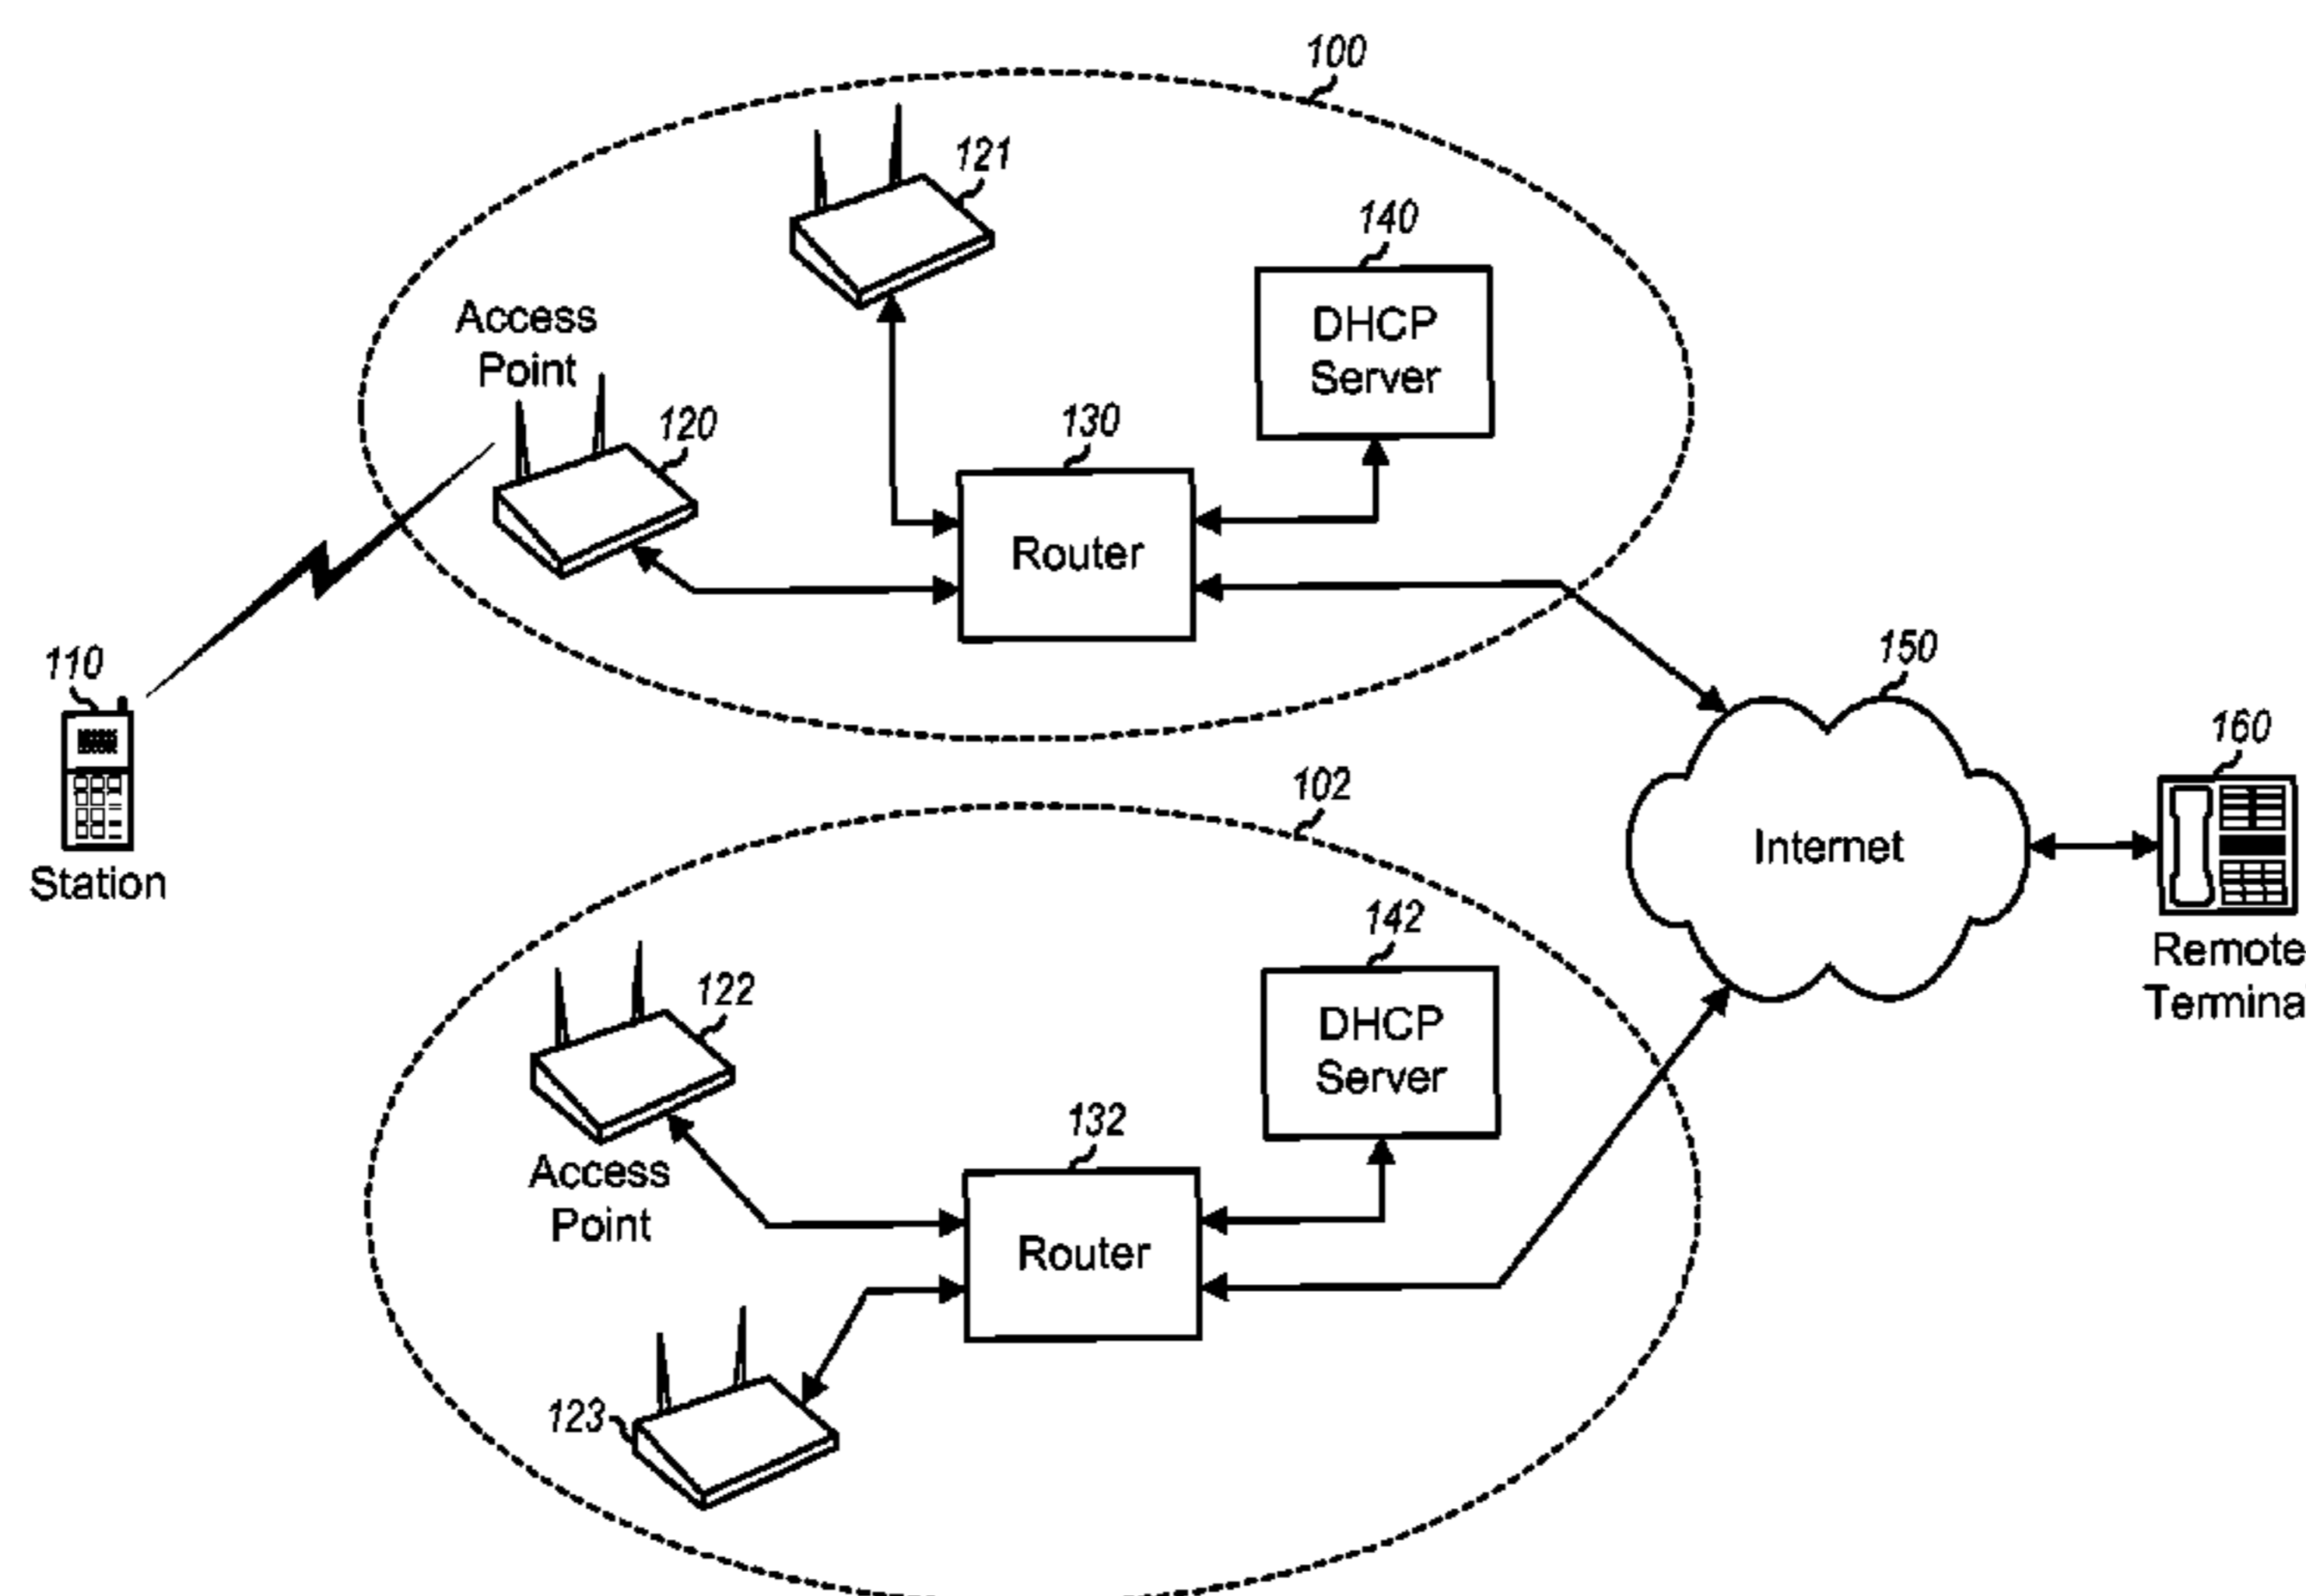 100
121
140
DHCP
Server
Access
Point
120
130
Router
110
Station
150
Internet
160
Remote
Termina
102
142
DHCP
Server
122
Access
Point
132
Router
123